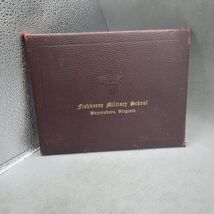 Fishburne Military School
Waynesboro, Virginia